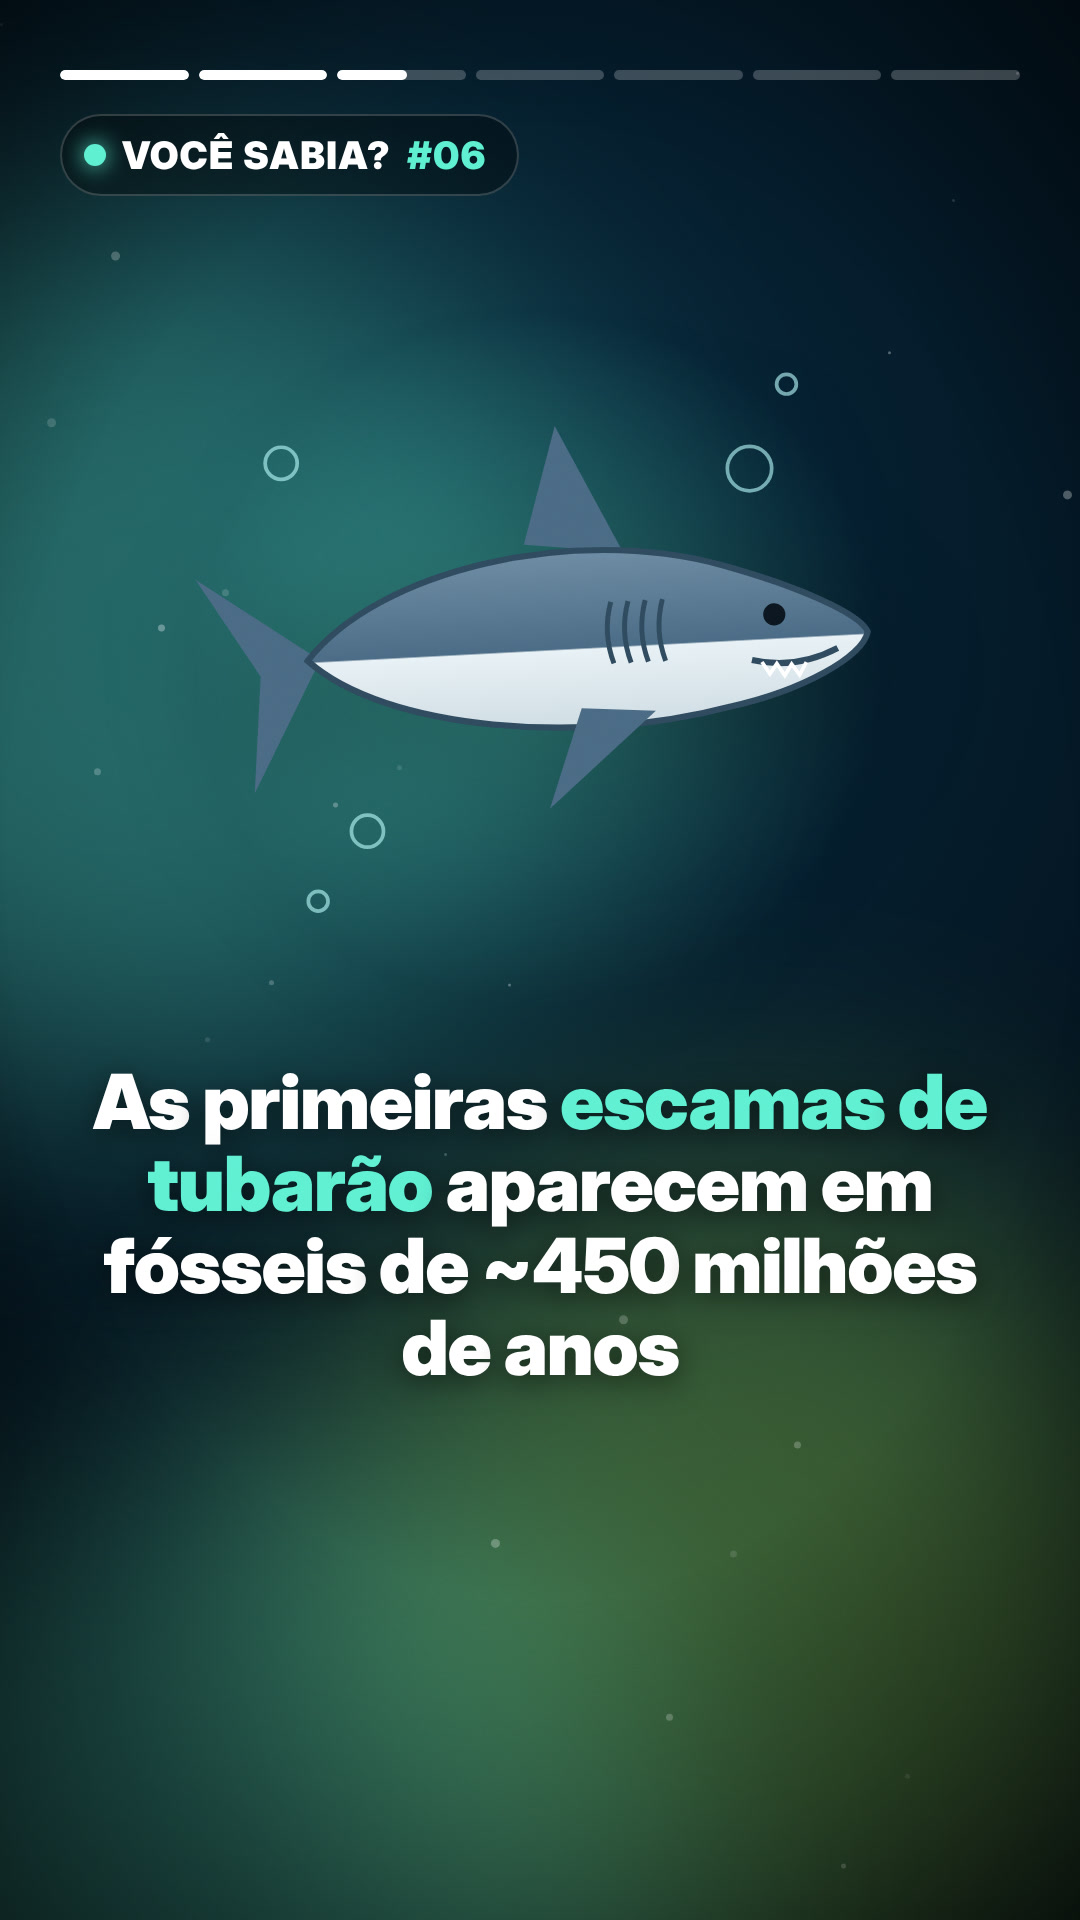 VOCÊ SABIA? #06
As primeiras escamas de
tubarão aparecem em
fósseis de ~450 milhões
de anos